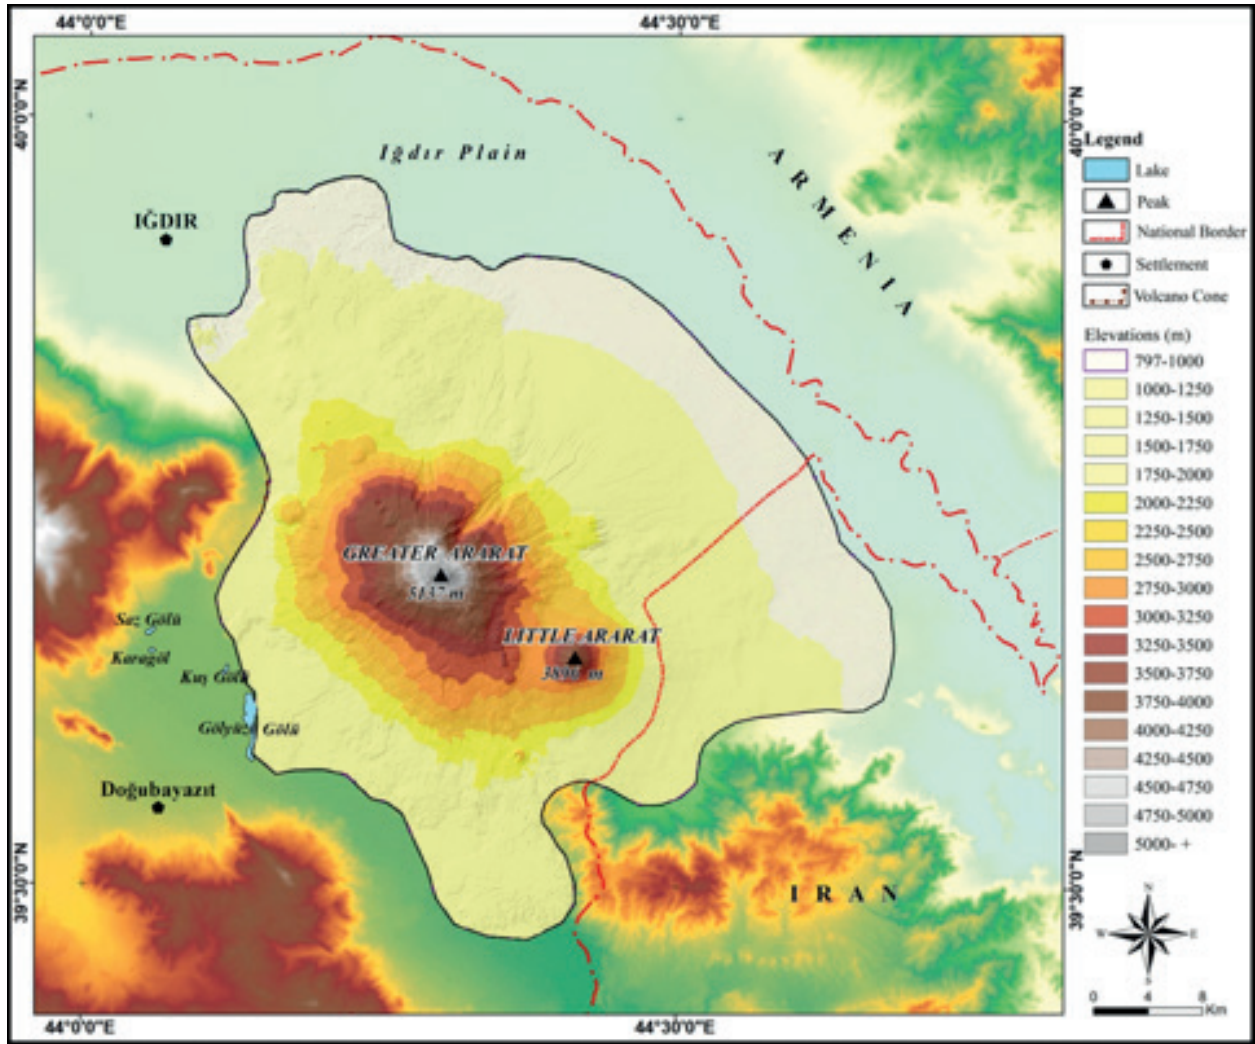 44°0'0"E 44°30'0"E
40°0'0"N
40°0'0"N
Iğdır Plain
ARMENIA
IĞDIR
GREATER ARARAT
5137 m
LITTLE ARARAT
Saz Gölü
Karagöl
Kuş Gölü
Gölyüzü Gölü
Doğubayazıt
IRAN
39°30'0"N
39°30'0"N
44°0'0"E 44°30'0"E
Legend
Lake
Peak
National Border
Settlement
Volcano Cone
Elevations (m)
797-1000
1000-1250
1250-1500
1500-1750
1750-2000
2000-2250
2250-2500
2500-2750
2750-3000
3000-3250
3250-3500
3500-3750
3750-4000
4000-4250
4250-4500
4500-4750
4750-5000
5000- +
N
W E
S
0 4 8
Km